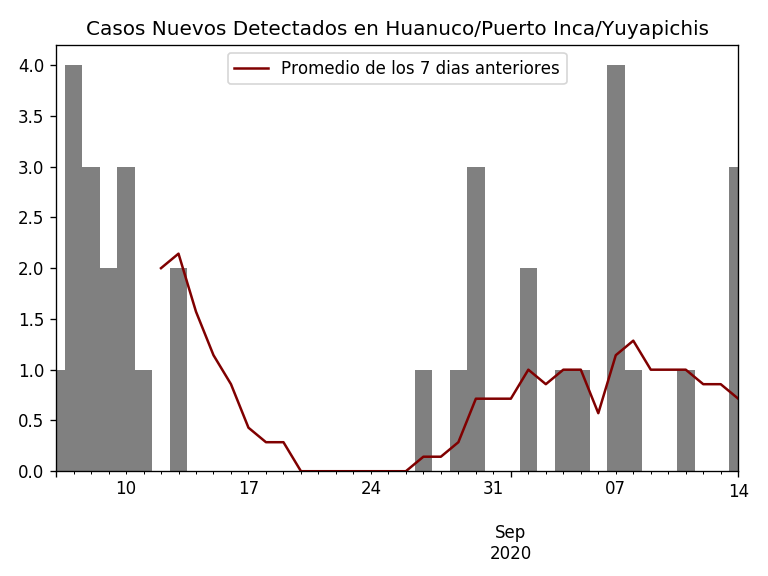 Casos Nuevos Detectados en Huanuco/Puerto Inca/Yuyapichis
Promedio de los 7 dias anteriores
4.0
3.5
3.0
2.5
2.0
1.5
1.0
0.5
0.0
10 17 24 31 07 14
Sep
2020